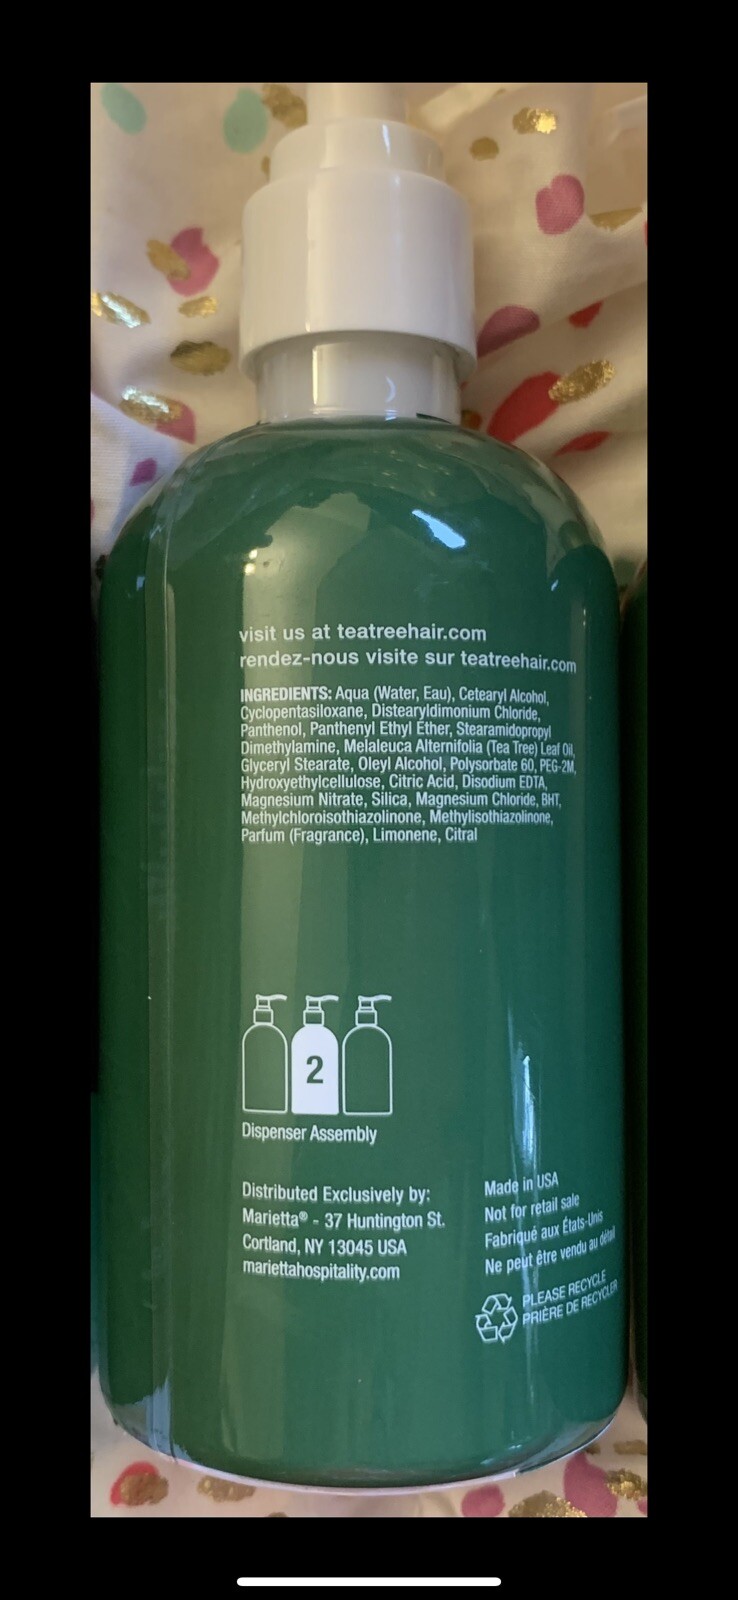 visit us at teatreehair.com
rendez-nous visite sur teatreehair.com
INGREDIENTS: Aqua (Water, Eau), Cetearyl Alcohol,
Cyclopentasiloxane, Distearyldimonium Chloride,
Panthenol, Panthenyl Ethyl Ether, Stearamidopropyl
Dimethylamine, Melaleuca Alternifolia (Tea Tree) Leaf Oil,
Glyceryl Stearate, Oleyl Alcohol, Polysorbate 60, PEG-2M,
Hydroxyethylcellulose, Citric Acid, Disodium EDTA,
Magnesium Nitrate, Silica, Magnesium Chloride, BHT,
Methylchloroisothiazolinone, Methylisothiazolinone,
Parfum (Fragrance), Limonene, Citral
2
Dispenser Assembly
Distributed Exclusively by:
Marietta® - 37 Huntington St.
Cortland, NY 13045 USA
mariettahospitality.com
Made in USA
Not for retail sale
Fabriqué aux États-Unis
Ne peut être vendu au détail
PLEASE RECYCLE
PRIÈRE DE RECYCLER